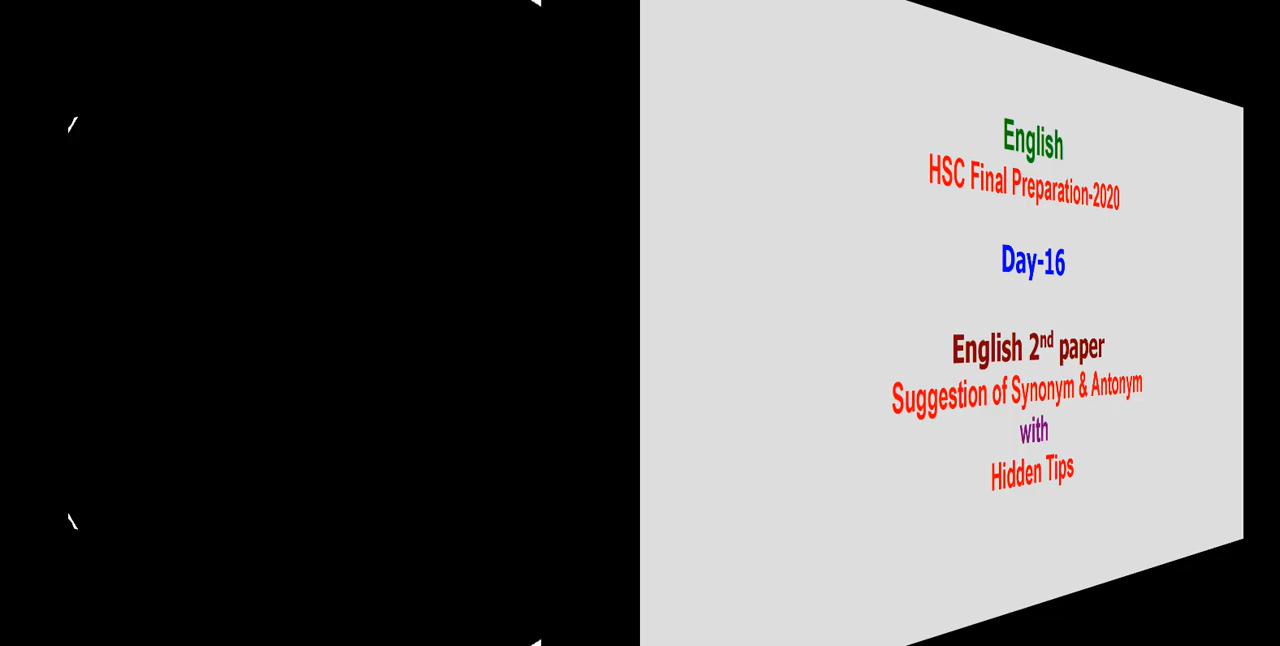 English
HSC Final Preparation-2020
Day-16
English 2nd paper
Suggestion of Synonym & Antonym
with
Hidden Tips